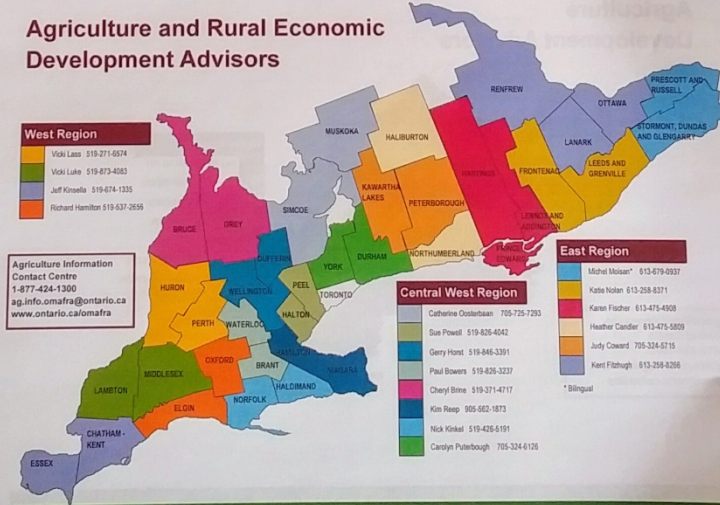 Agriculture and Rural Economic
Development Advisors
West Region
Vicki Lass 519-271-6574
Vicki Luke 519-873-4083
Jeff Kinsella 519-674-1335
Richard Hamilton 519-537-2656
Agriculture Information
Contact Centre
1-877-424-1300
ag.info.omafra@ontario.ca
www.ontario.ca/omafra
Central West Region
Catherine Oosterbaan 705-725-7293
Sue Powell 519-826-4042
Gerry Horst 519-846-3391
Paul Bowers 519-826-3237
Cheryl Brine 519-371-4717
Kim Reep 905-562-1873
Nick Kinkel 519-426-5191
Carolyn Puterbough 705-324-6126
East Region
Michel Moisan* 613-679-0937
Katie Nolan 613-258-8371
Karen Fischer 613-475-4908
Heather Candler 613-475-5809
Judy Coward 705-324-5715
Kent Fitzhugh 613-258-8266
* Bilingual
PRESCOTT AND
RUSSELL
RENFREW
OTTAWA
STORMONT, DUNDAS
AND GLENGARRY
MUSKOKA
HALIBURTON
LANARK
LEEDS AND
GRENVILLE
HASTINGS
FRONTENAC
KAWARTHA
LAKES
PETERBOROUGH
LENNOX AND
ADDINGTON
SIMCOE
BRUCE
GREY
DUFFERIN
YORK
DURHAM
NORTHUMBERLAND
PRINCE
EDWARD
HURON
WELLINGTON
PEEL
TORONTO
HALTON
PERTH
WATERLOO
HAMILTON
NIAGARA
OXFORD
BRANT
HALDIMAND
LAMBTON
MIDDLESEX
ELGIN
NORFOLK
CHATHAM -
KENT
ESSEX